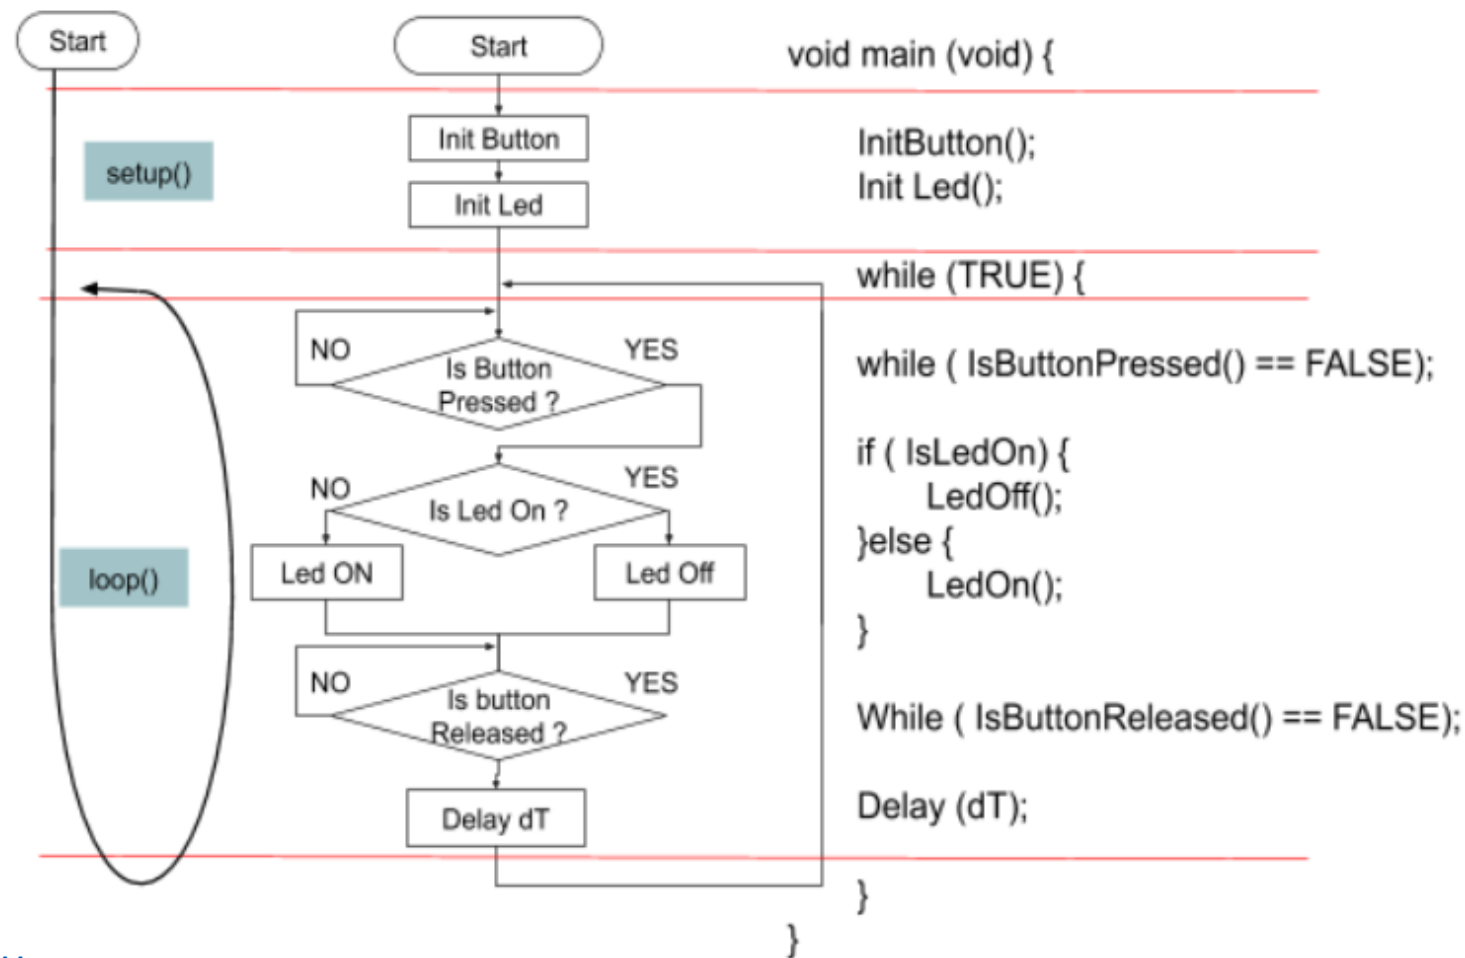 Start
setup()
loop()
Start
Init Button
Init Led
NO
YES
Is Button
Pressed ?
NO
YES
Is Led On ?
Led ON
Led Off
NO
YES
Is button
Released ?
Delay dT
void main (void) {
InitButton();
Init Led();
while (TRUE) {
while ( IsButtonPressed() == FALSE);
if ( IsLedOn) {
LedOff();
}else {
LedOn();
}
While ( IsButtonReleased() == FALSE);
Delay (dT);
}
}